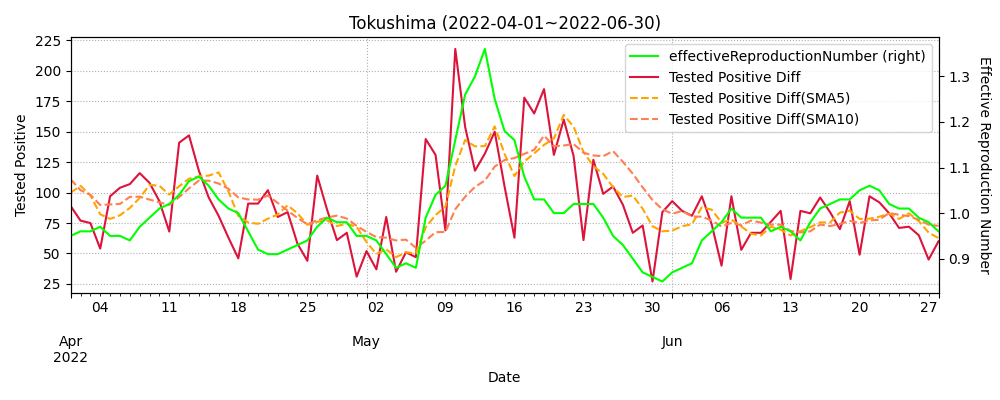 Tokushima (2022-04-01~2022-06-30)
effectiveReproductionNumber (right)
Tested Positive Diff
Tested Positive Diff(SMA5)
Tested Positive Diff(SMA10)
Tested Positive
225
200
175
150
125
100
75
50
25
1.3
1.2
1.1
1.0
0.9
Effective Reproduction Number
04 11 18 25 02 09 16 23 30 06 13 20 27
Apr May Jun
2022
Date